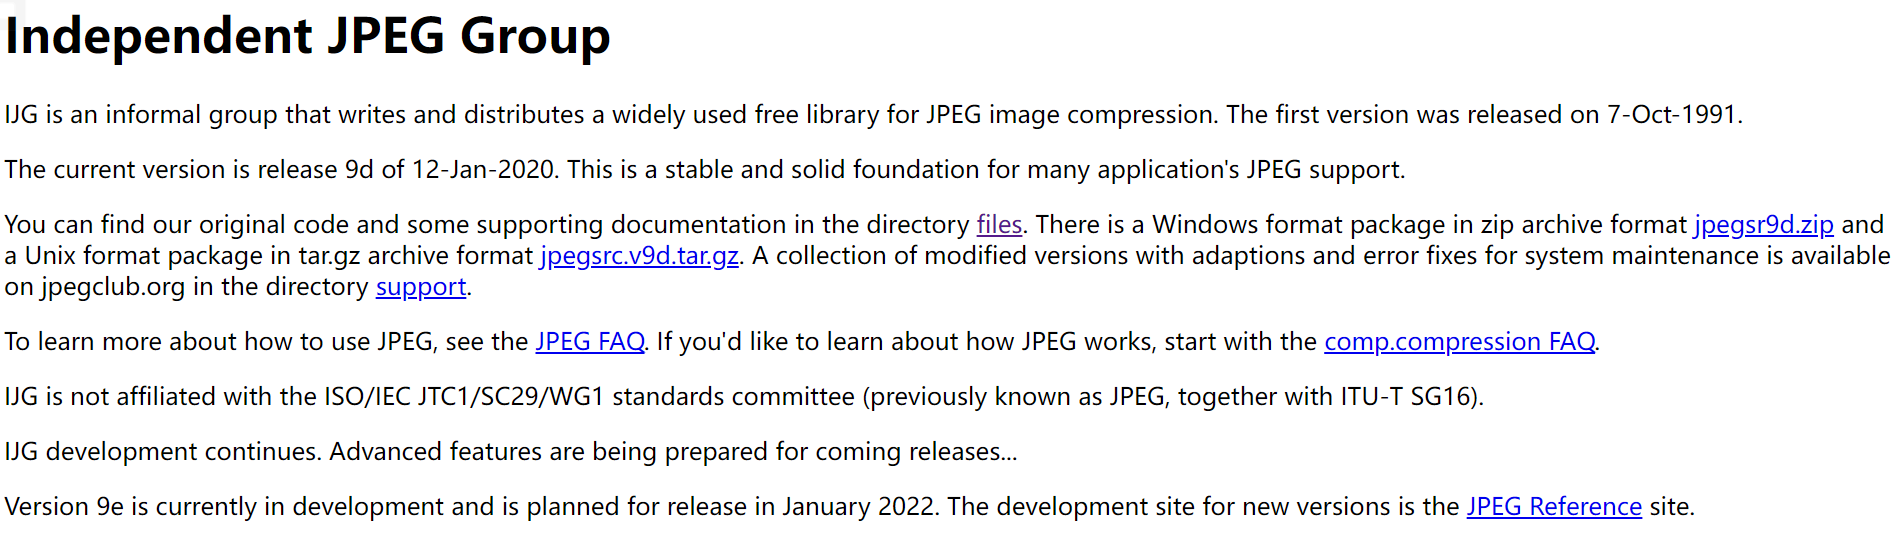 Independent JPEG Group
IJG is an informal group that writes and distributes a widely used free library for JPEG image compression. The first version was released on 7-Oct-1991.
The current version is release 9d of 12-Jan-2020. This is a stable and solid foundation for many application's JPEG support.
You can find our original code and some supporting documentation in the directory files. There is a Windows format package in zip archive format jpegsr9d.zip and
a Unix format package in tar.gz archive format jpegsrc.v9d.tar.gz. A collection of modified versions with adaptions and error fixes for system maintenance is available
on jpegclub.org in the directory support.
To learn more about how to use JPEG, see the JPEG FAQ. If you'd like to learn about how JPEG works, start with the comp.compression FAQ.
IJG is not affiliated with the ISO/IEC JTC1/SC29/WG1 standards committee (previously known as JPEG, together with ITU-T SG16).
IJG development continues. Advanced features are being prepared for coming releases...
Version 9e is currently in development and is planned for release in January 2022. The development site for new versions is the JPEG Reference site.